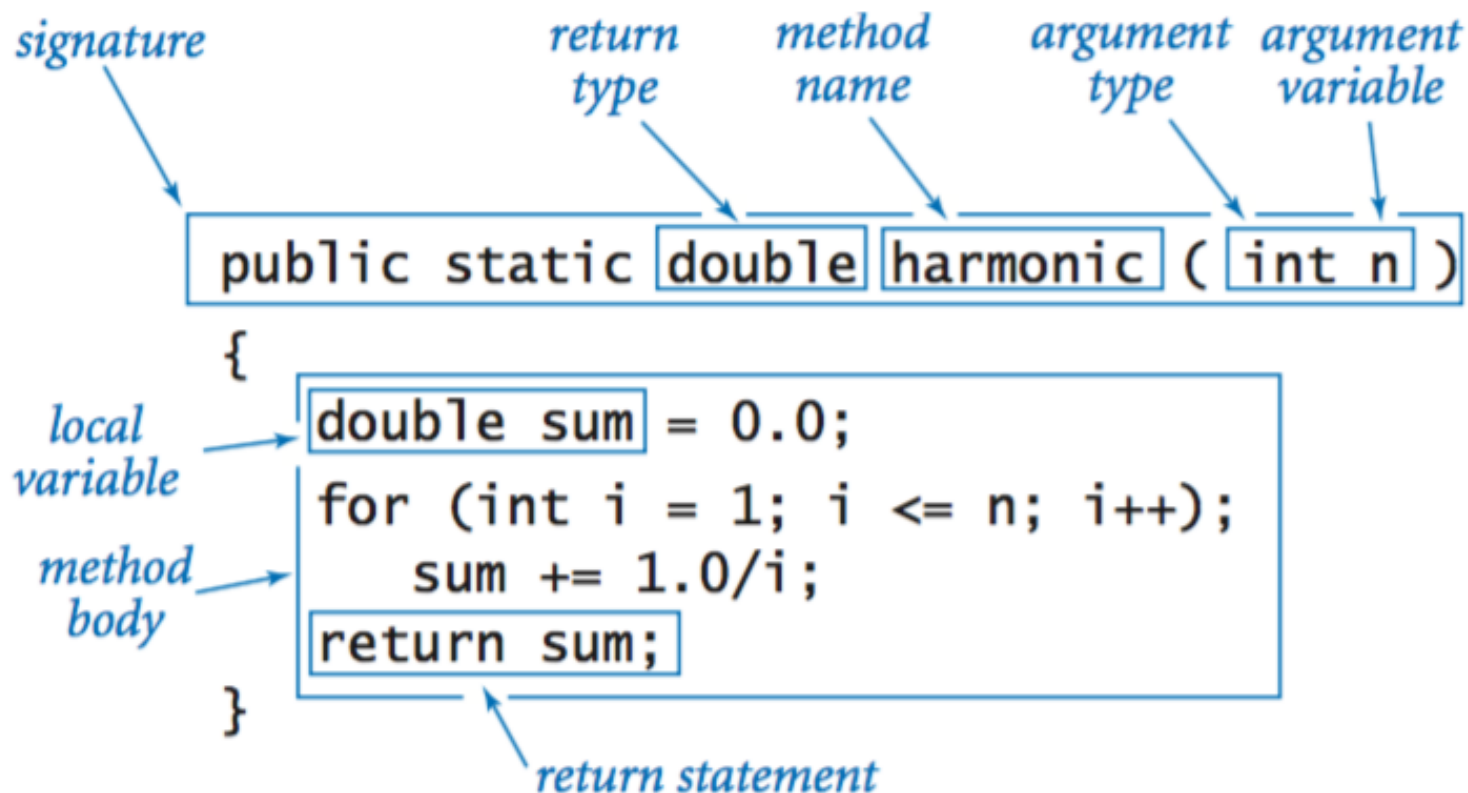 signature
return type
method name
argument type
argument variable
public static double harmonic ( int n )
{
local variable
double sum = 0.0;
for (int i = 1; i <= n; i++);
method body
sum += 1.0/i;
return sum;
}
return statement